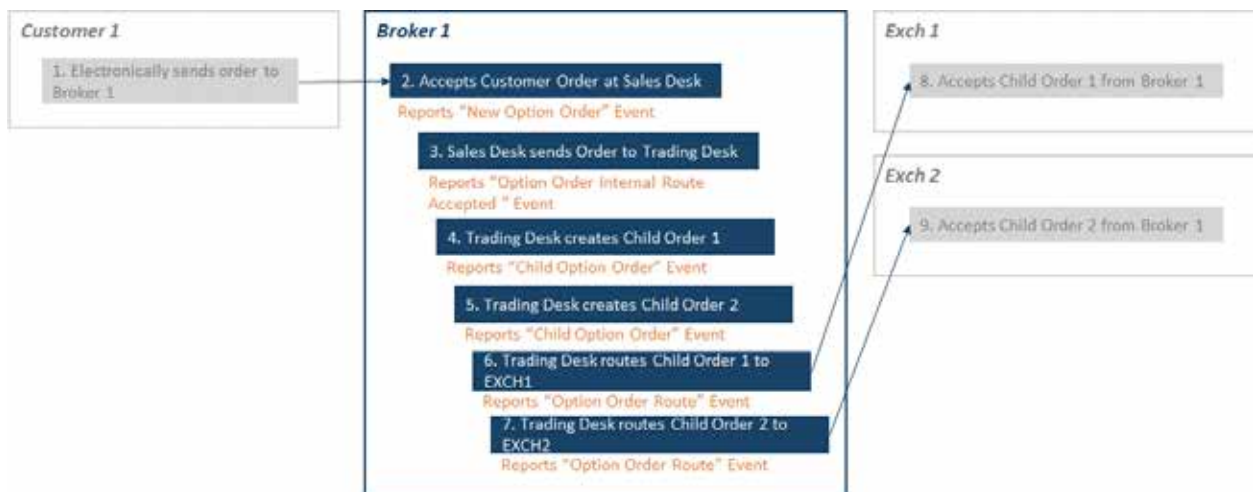 Customer 1
1. Electronically sends order to
Broker 1
Broker 1
2. Accepts Customer Order at Sales Desk
Reports "New Option Order" Event
3. Sales Desk sends Order to Trading Desk
Reports "Option Order Internal Route
Accepted " Event
4. Trading Desk creates Child Order 1
Reports "Child Option Order" Event
5. Trading Desk creates Child Order 2
Reports "Child Option Order" Event
6. Trading Desk routes Child Order 1 to
EXCH1
Reports "Option Order Route" Event
7. Trading Desk routes Child Order 2 to
EXCH2
Reports "Option Order Route" Event
Exch 1
8. Accepts Child Order 1 from Broker 1
Exch 2
9. Accepts Child Order 2 from Broker 1